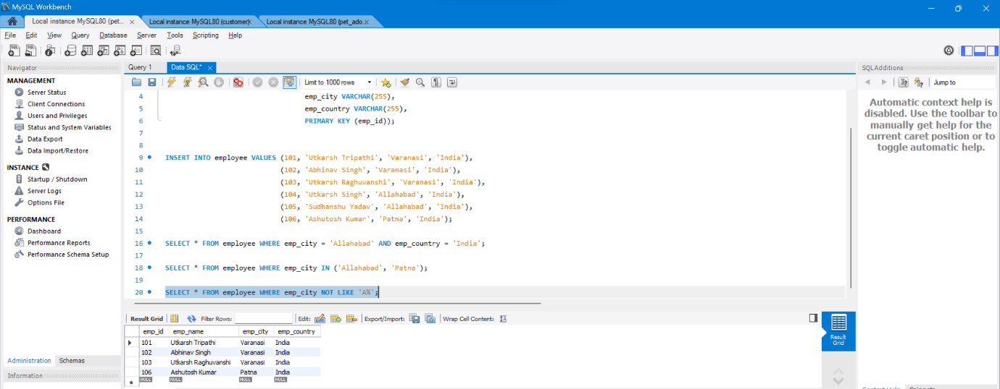 MySQL Workbench
Local instance MySQL80 (pet... × Local instance MySQL80 (customer) × Local instance MySQL80 (pet_ado... ×
File Edit View Query Database Server Tools Scripting Help
Navigator
MANAGEMENT
Server Status
Client Connections
Users and Privileges
Status and System Variables
Data Export
Data Import/Restore
INSTANCE
Startup / Shutdown
Server Logs
Options File
PERFORMANCE
Dashboard
Performance Reports
Performance Schema Setup
Administration Schemas
Information
Query 1 Data SQL* ×
Limit to 1000 rows
4 emp_city VARCHAR(255),
5 emp_country VARCHAR(255),
6 PRIMARY KEY (emp_id));
7
8
9 INSERT INTO employee VALUES (101, 'Utkarsh Tripathi', 'Varanasi', 'India'),
10 (102, 'Abhinav Singh', 'Varanasi', 'India'),
11 (103, 'Utkarsh Raghuvanshi', 'Varanasi', 'India'),
12 (104, 'Utkarsh Singh', 'Allahabad', 'India'),
13 (105, 'Sudhanshu Yadav', 'Allahabad', 'India'),
14 (106, 'Ashutosh Kumar', 'Patna', 'India');
15
16 SELECT * FROM employee WHERE emp_city = 'Allahabad' AND emp_country = 'India';
17
18 SELECT * FROM employee WHERE emp_city IN ('Allahabad', 'Patna');
19
20 SELECT * FROM employee WHERE emp_city NOT LIKE 'A%';
Result Grid Filter Rows: Edit: Export/Import: Wrap Cell Content:
emp_id emp_name emp_city emp_country
101 Utkarsh Tripathi Varanasi India
102 Abhinav Singh Varanasi India
103 Utkarsh Raghuvanshi Varanasi India
106 Ashutosh Kumar Patna India
NULL NULL NULL NULL
Result
Grid
SQLAdditions
Jump to
Automatic context help is
disabled. Use the toolbar to
manually get help for the
current caret position or to
toggle automatic help.
Context Help Snippets